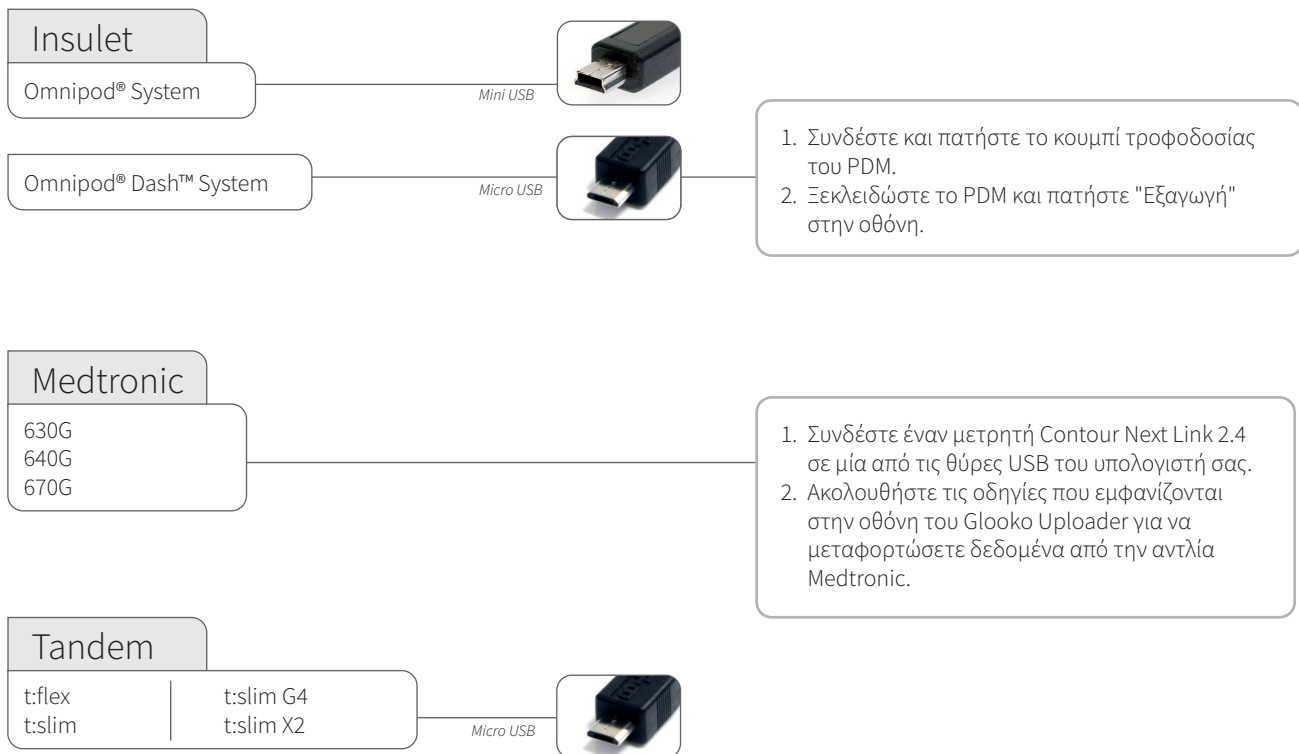 Insulet
Omnipod® System
Mini USB
Omnipod® Dash™ System
Micro USB
1. Συνδέστε και πατήστε το κουμπί τροφοδοσίας
του PDM.
2. Ξεκλειδώστε το PDM και πατήστε "Εξαγωγή"
στην οθόνη.
Medtronic
630G
640G
670G
1. Συνδέστε έναν μετρητή Contour Next Link 2.4
σε μία από τις θύρες USB του υπολογιστή σας.
2. Ακολουθήστε τις οδηγίες που εμφανίζονται
στην οθόνη του Glooko Uploader για να
μεταφορτώσετε δεδομένα από την αντλία
Medtronic.
Tandem
t:flex
t:slim
t:slim G4
t:slim X2
Micro USB